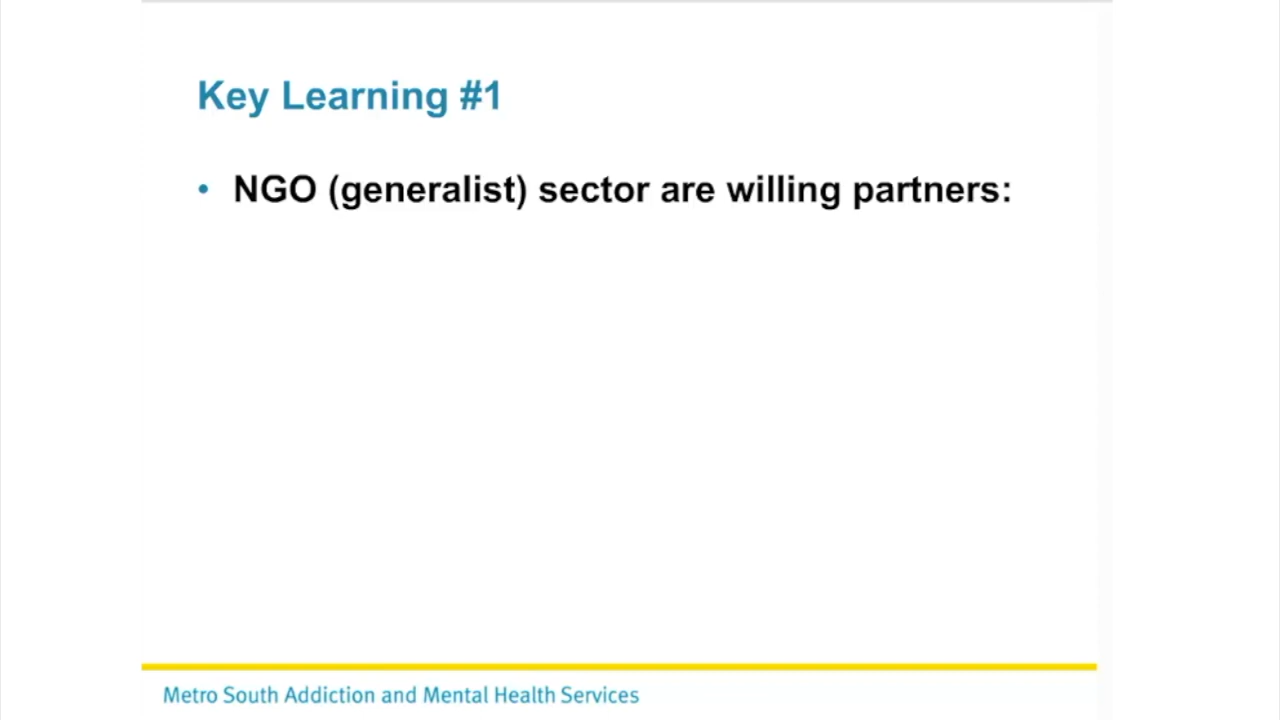 Key Learning #1
• NGO (generalist) sector are willing partners:
Metro South Addiction and Mental Health Services